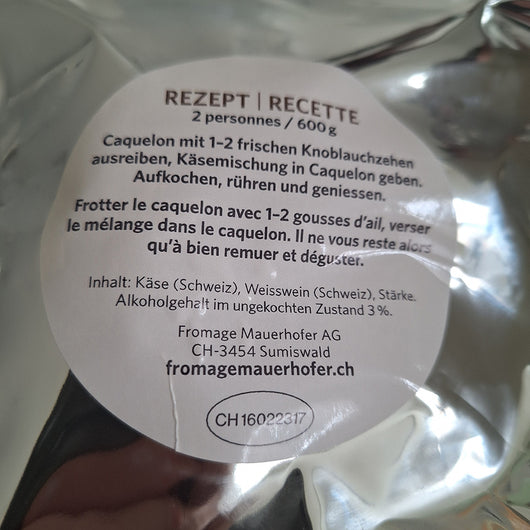 REZEPT | RECETTE
2 personnes / 600g
Caquelon mit 1-2 frischen Knoblauchzehen
ausreiben, Käsemischung in Caquelon geben.
Aufkochen, rühren und geniessen.
Frotter le caquelon avec 1-2 gousses d'ail, verser
le mélange dans le caquelon. Il ne vous reste alors
qu'à bien remuer et déguster.
Inhalt: Käse (Schweiz), Weisswein (Schweiz), Stärke.
Alkoholgehalt im ungekochten Zustand 3%.
Fromage Mauerhofer AG
CH-3454 Sumiswald
fromagemauerhofer.ch
CH 16022317